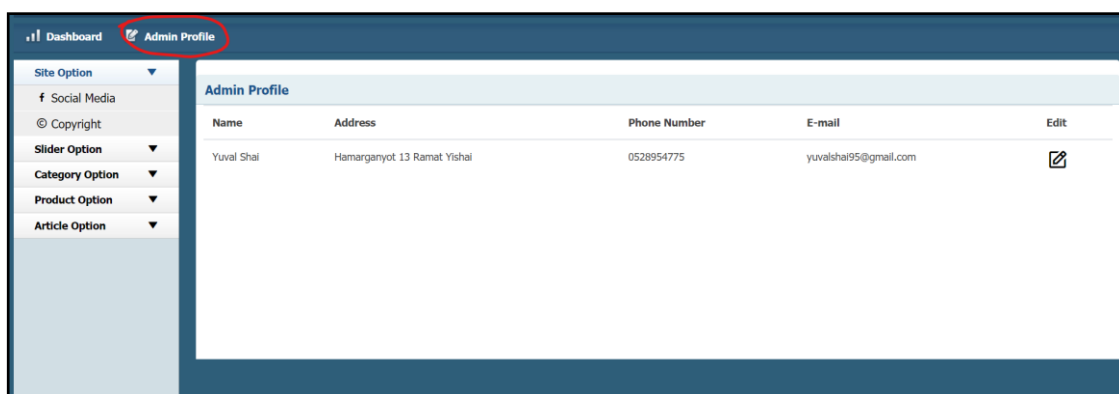 Dashboard Admin Profile
Site Option
Social Media
© Copyright
Slider Option
Category Option
Product Option
Article Option
Admin Profile
Name Address Phone Number E-mail Edit
Yuval Shai Hamarganyot 13 Ramat Yishai 0528954775 yuvalshai95@gmail.com